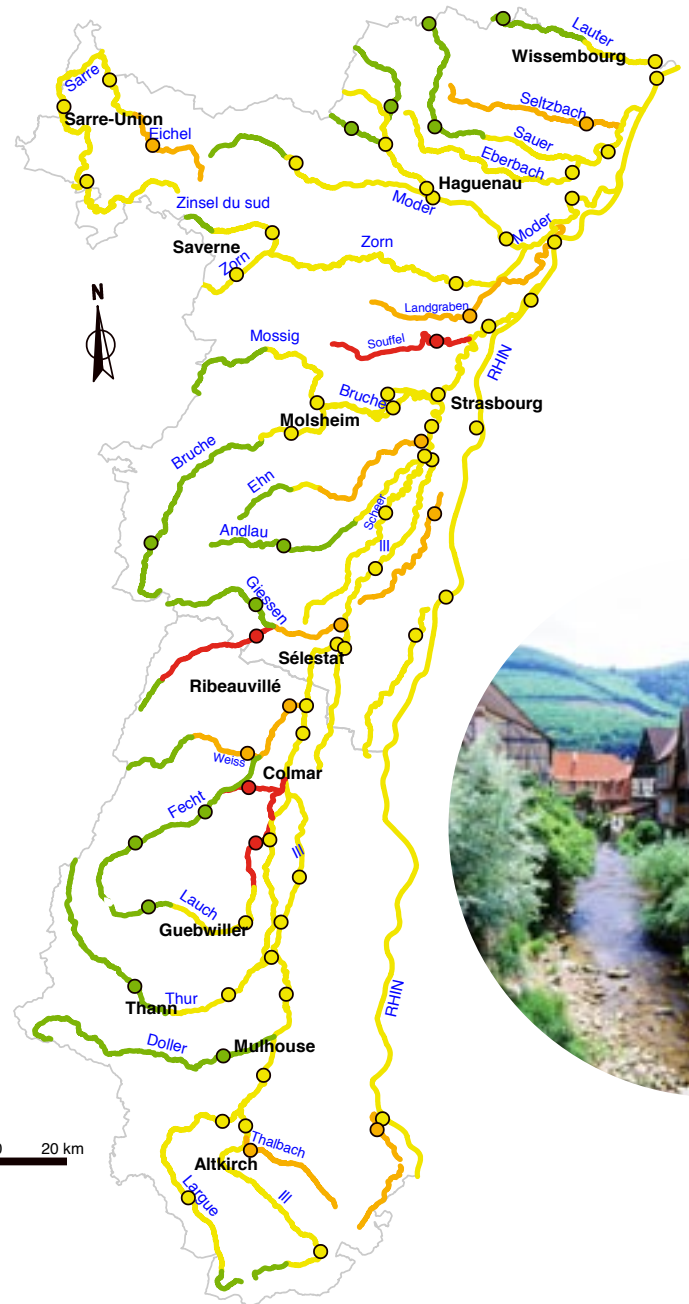 Lauter
Wissembourg
Sarre
Seltzbach
Sarre-Union
Eichel
Sauer
Eberbach
Haguenau
Zinsel du sud
Moder
Moder
Saverne
Zorn
Zorn
N
Landgraben
Mossig
Souffel
RHIN
Bruche
Strasbourg
Molsheim
Bruche
Ehn
Scheer
Andlau
Ill
Giessen
Sélestat
Ribeauvillé
Weiss
Colmar
Fecht
Ill
Lauch
Guebwiller
Thann
Thur
RHIN
Doller
Mulhouse
Thalbach
20 km
Altkirch
Largue
Ill